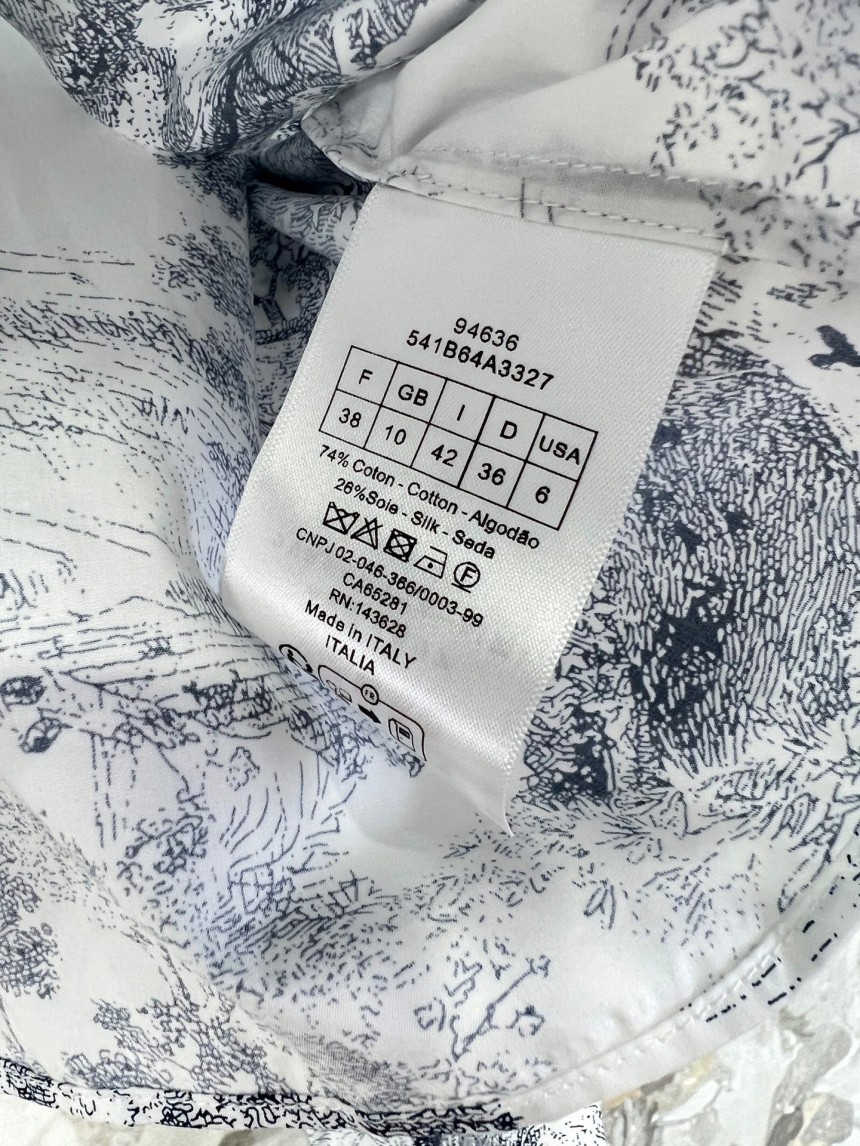 94636
541B64A3327
F GB I D USA
38 10 42 36 6
74% Coton - Cotton - Algodão
26%Soie - Silk - Seda
F
CNPJ 02-046-366/0003-99
CA65281
RN:143628
Made in ITALY
ITALIA
FR